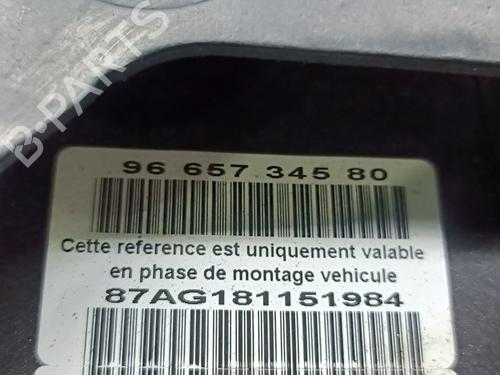 B-PARTS
96 657 345 80
Cette reference est uniquement valable
en phase de montage vehicule
87AG181151984